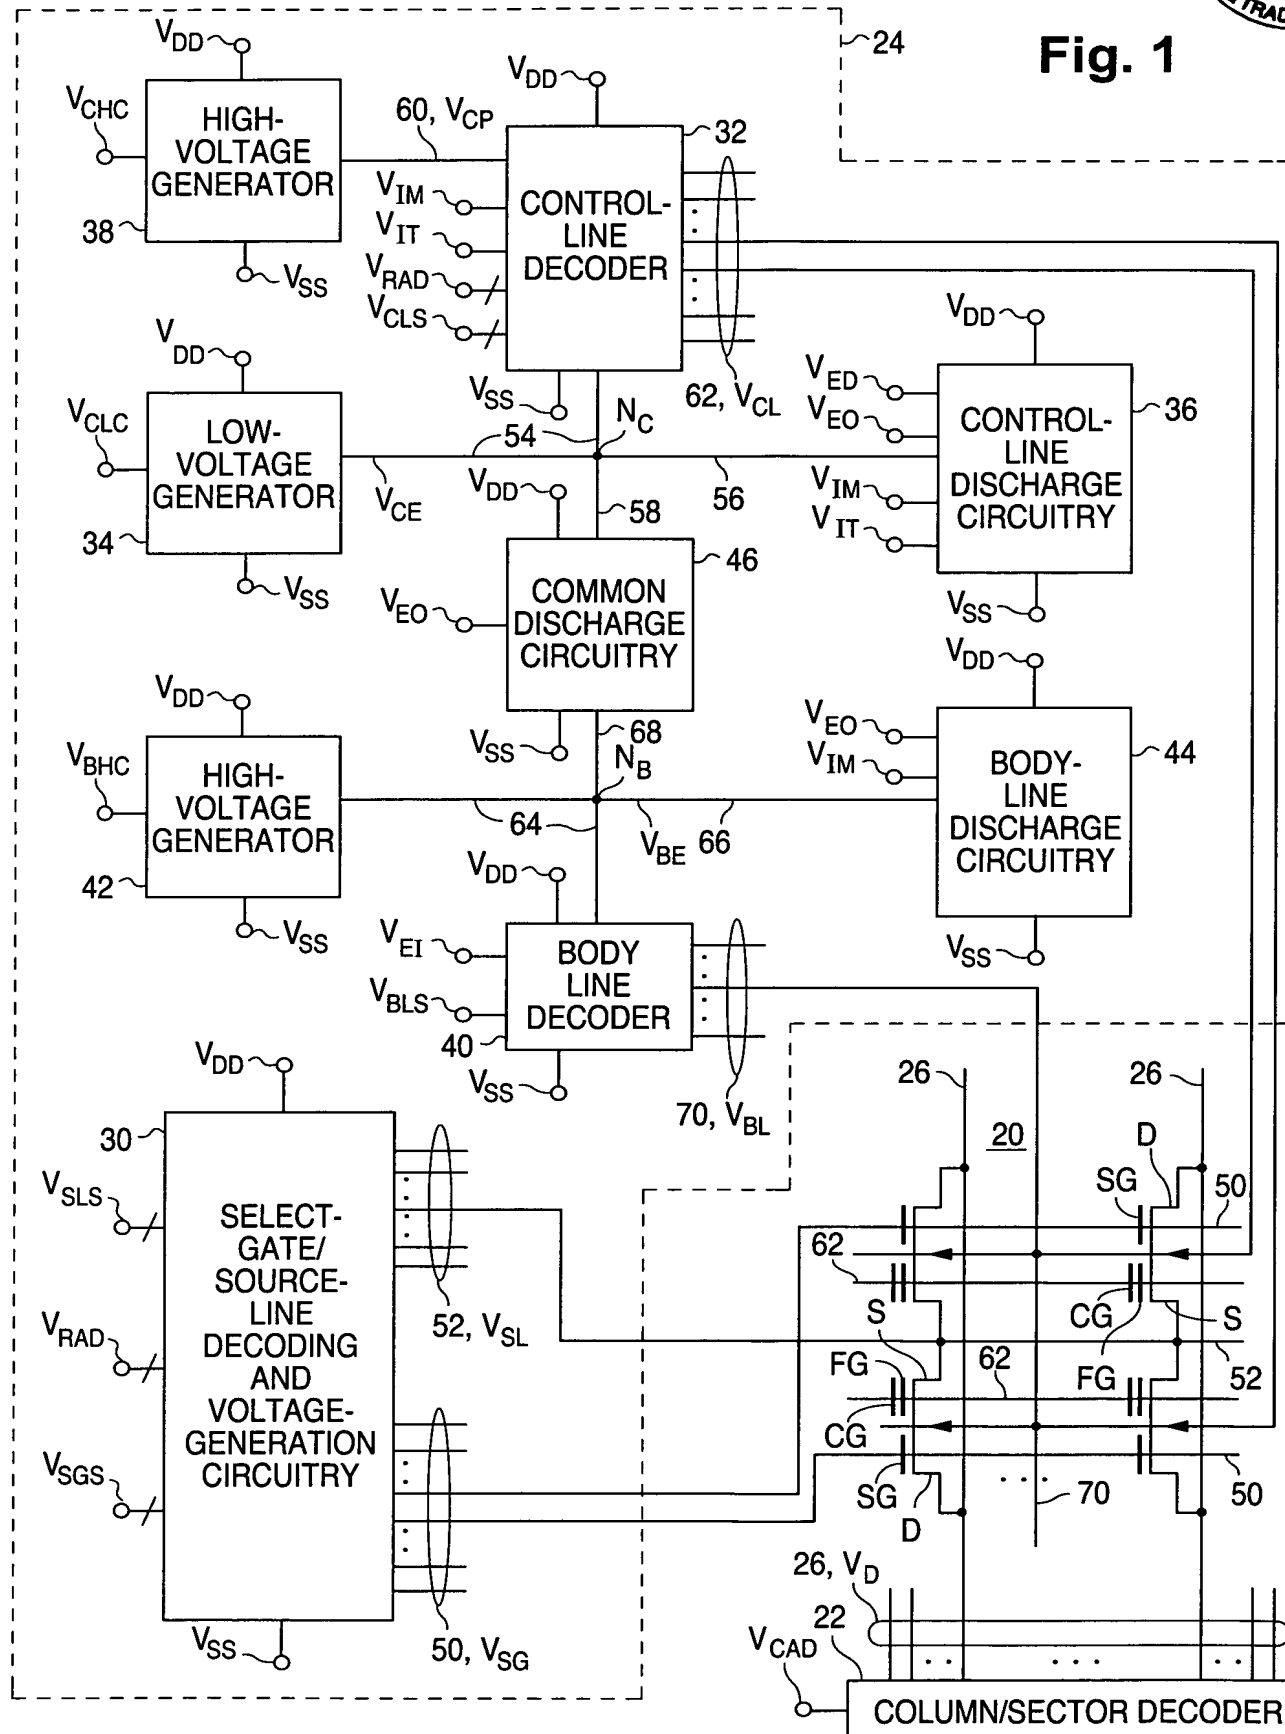 Fig. 1
TRAD
24
VDD
VCHC
HIGH-
VOLTAGE
GENERATOR
38
VSS
60, VCP
VDD
32
VIM
VIT
VRAD
VCLS
CONTROL-
LINE
DECODER
VSS
62, VCL
VDD
VCLC
LOW-
VOLTAGE
GENERATOR
34
VSS
54
NC
VCE
56
58
VDD
VED
VEO
VIM
VIT
CONTROL-
LINE
DISCHARGE
CIRCUITRY
36
VSS
VDD
46
VEO
COMMON
DISCHARGE
CIRCUITRY
VSS
68
NB
VDD
VBHC
HIGH-
VOLTAGE
GENERATOR
42
VSS
64
VBE
66
VDD
VEO
VIM
BODY-
LINE
DISCHARGE
CIRCUITRY
44
VSS
VDD
VEI
VBLS
BODY
LINE
DECODER
40
VSS
70, VBL
VDD
30
VSLS
VRAD
VSGS
SELECT-
GATE/
SOURCE-
LINE
DECODING
AND
VOLTAGE-
GENERATION
CIRCUITRY
VSS
52, VSL
50, VSG
26
26
20
D
SG
50
62
CG
S
S
FG
62
FG
52
CG
SG
D
70
50
26, VD
22
VCAD
COLUMN/SECTOR DECODER